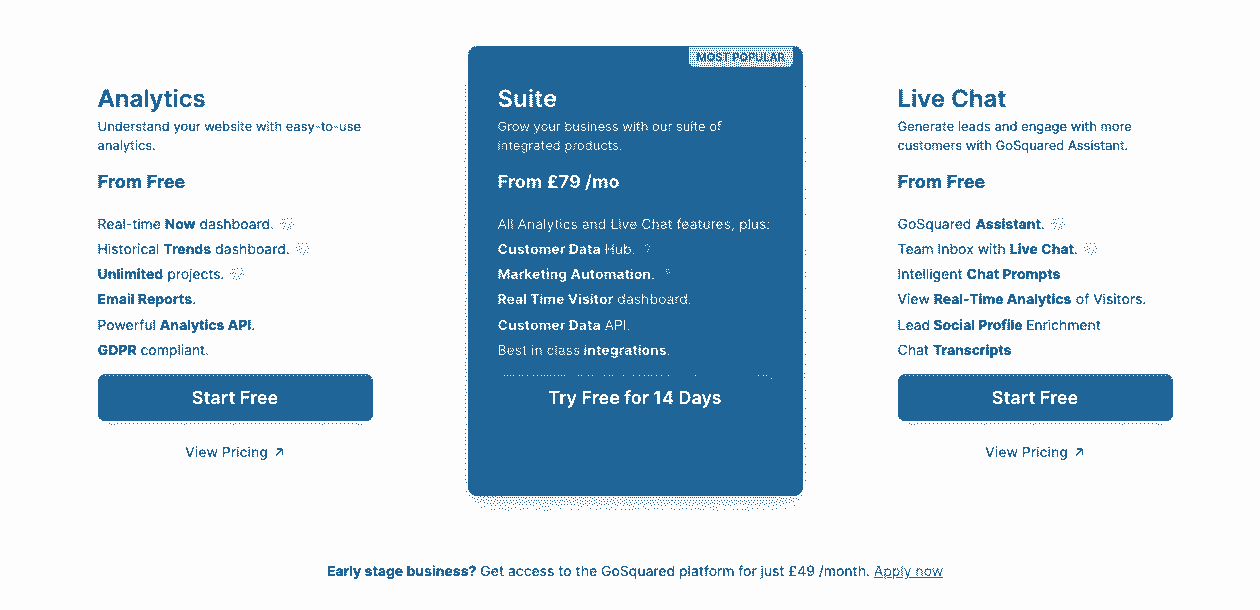 Analytics
Understand your website with easy-to-use
analytics.
From Free
Real-time Now dashboard.
Historical Trends dashboard.
Unlimited projects.
Email Reports.
Powerful Analytics API.
GDPR compliant.
Start Free
View Pricing ↗
MOST POPULAR
Suite
Grow your business with our suite of
integrated products.
From £79 /mo
All Analytics and Live Chat features, plus:
Customer Data Hub.
Marketing Automation.
Real Time Visitor dashboard.
Customer Data API.
Best in class integrations.
Try Free for 14 Days
Live Chat
Generate leads and engage with more
customers with GoSquared Assistant.
From Free
GoSquared Assistant.
Team Inbox with Live Chat.
Intelligent Chat Prompts
View Real-Time Analytics of Visitors.
Lead Social Profile Enrichment
Chat Transcripts
Start Free
View Pricing ↗
Early stage business? Get access to the GoSquared platform for just £49 /month. Apply now